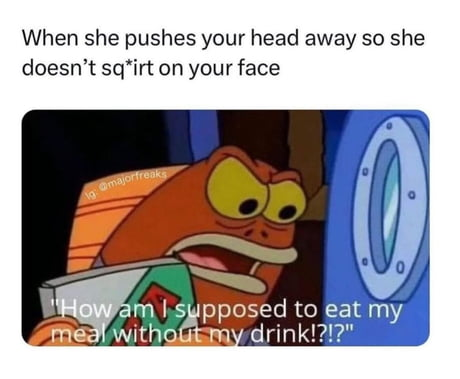 When she pushes your head away so she
doesn't sq*irt on your face
ig: @majorfreaks
"How am I supposed to eat my
meal without my drink!?!?"